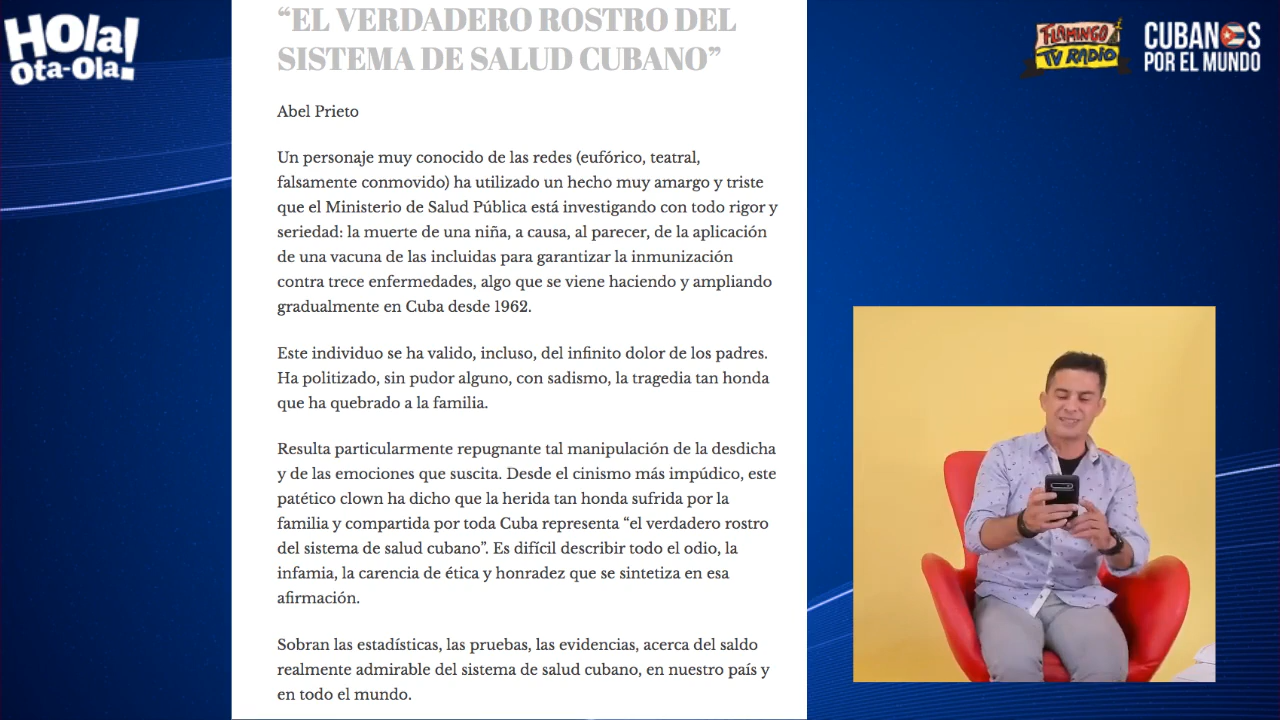 HOla!
Ota-Ola!
“EL VERDADERO ROSTRO DEL
SISTEMA DE SALUD CUBANO”
FLAMINGO
TV RADIO
CUBANOS
POR EL MUNDO
Abel Prieto
Un personaje muy conocido de las redes (eufórico, teatral,
falsamente conmovido) ha utilizado un hecho muy amargo y triste
que el Ministerio de Salud Pública está investigando con todo rigor y
seriedad: la muerte de una niña, a causa, al parecer, de la aplicación
de una vacuna de las incluidas para garantizar la inmunización
contra trece enfermedades, algo que se viene haciendo y ampliando
gradualmente en Cuba desde 1962.
Este individuo se ha valido, incluso, del infinito dolor de los padres.
Ha politizado, sin pudor alguno, con sadismo, la tragedia tan honda
que ha quebrado a la familia.
Resulta particularmente repugnante tal manipulación de la desdicha
y de las emociones que suscita. Desde el cinismo más impúdico, este
patético clown ha dicho que la herida tan honda sufrida por la
familia y compartida por toda Cuba representa “el verdadero rostro
del sistema de salud cubano”. Es difícil describir todo el odio, la
infamia, la carencia de ética y honradez que se sintetiza en esa
afirmación.
Sobran las estadísticas, las pruebas, las evidencias, acerca del saldo
realmente admirable del sistema de salud cubano, en nuestro país y
en todo el mundo.